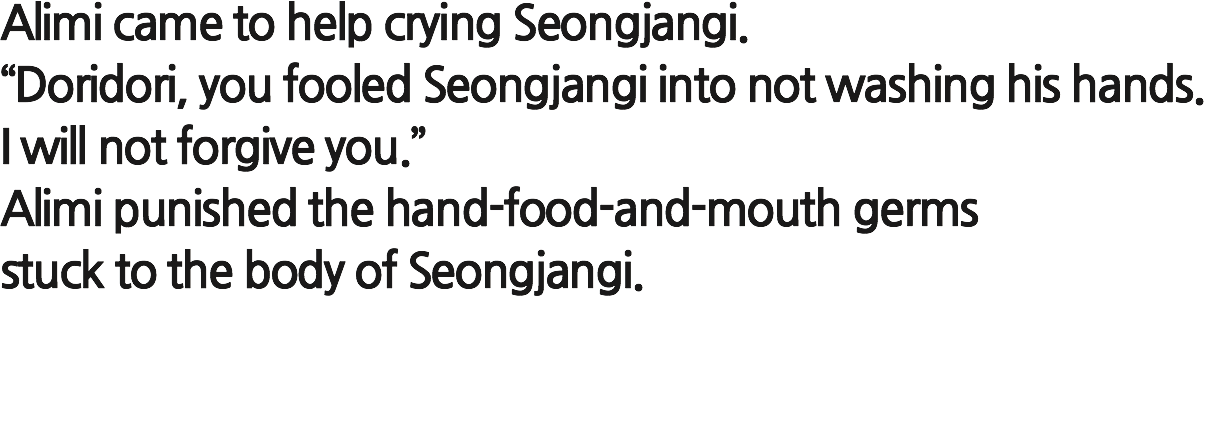 Alimi came to help crying Seongjangi.
“Doridori, you fooled Seongjangi into not washing his hands.
I will not forgive you.”
Alimi punished the hand-food-and-mouth germs
stuck to the body of Seongjangi.